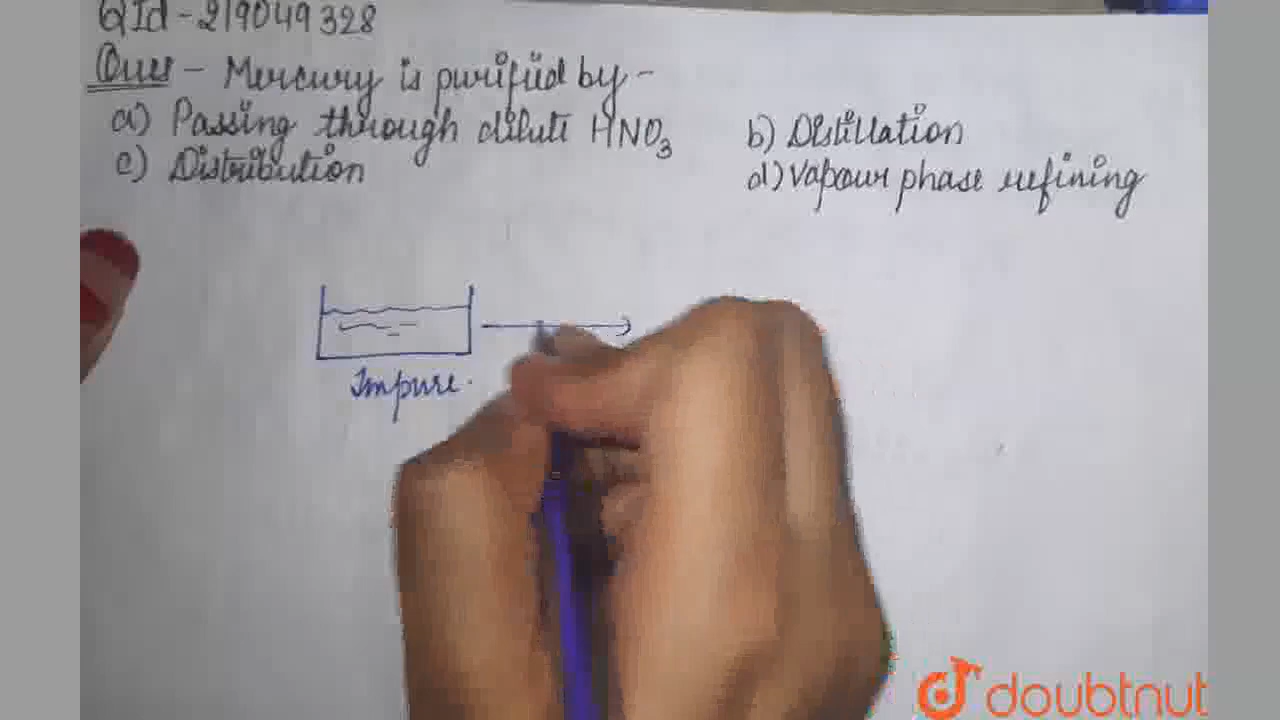 QId - 219049328
Ques - Mercury is purified by -
a) Passing through dilute HNO3 b) Distillation
c) Distribution d) Vapour phase refining
Impure.
doubtnut